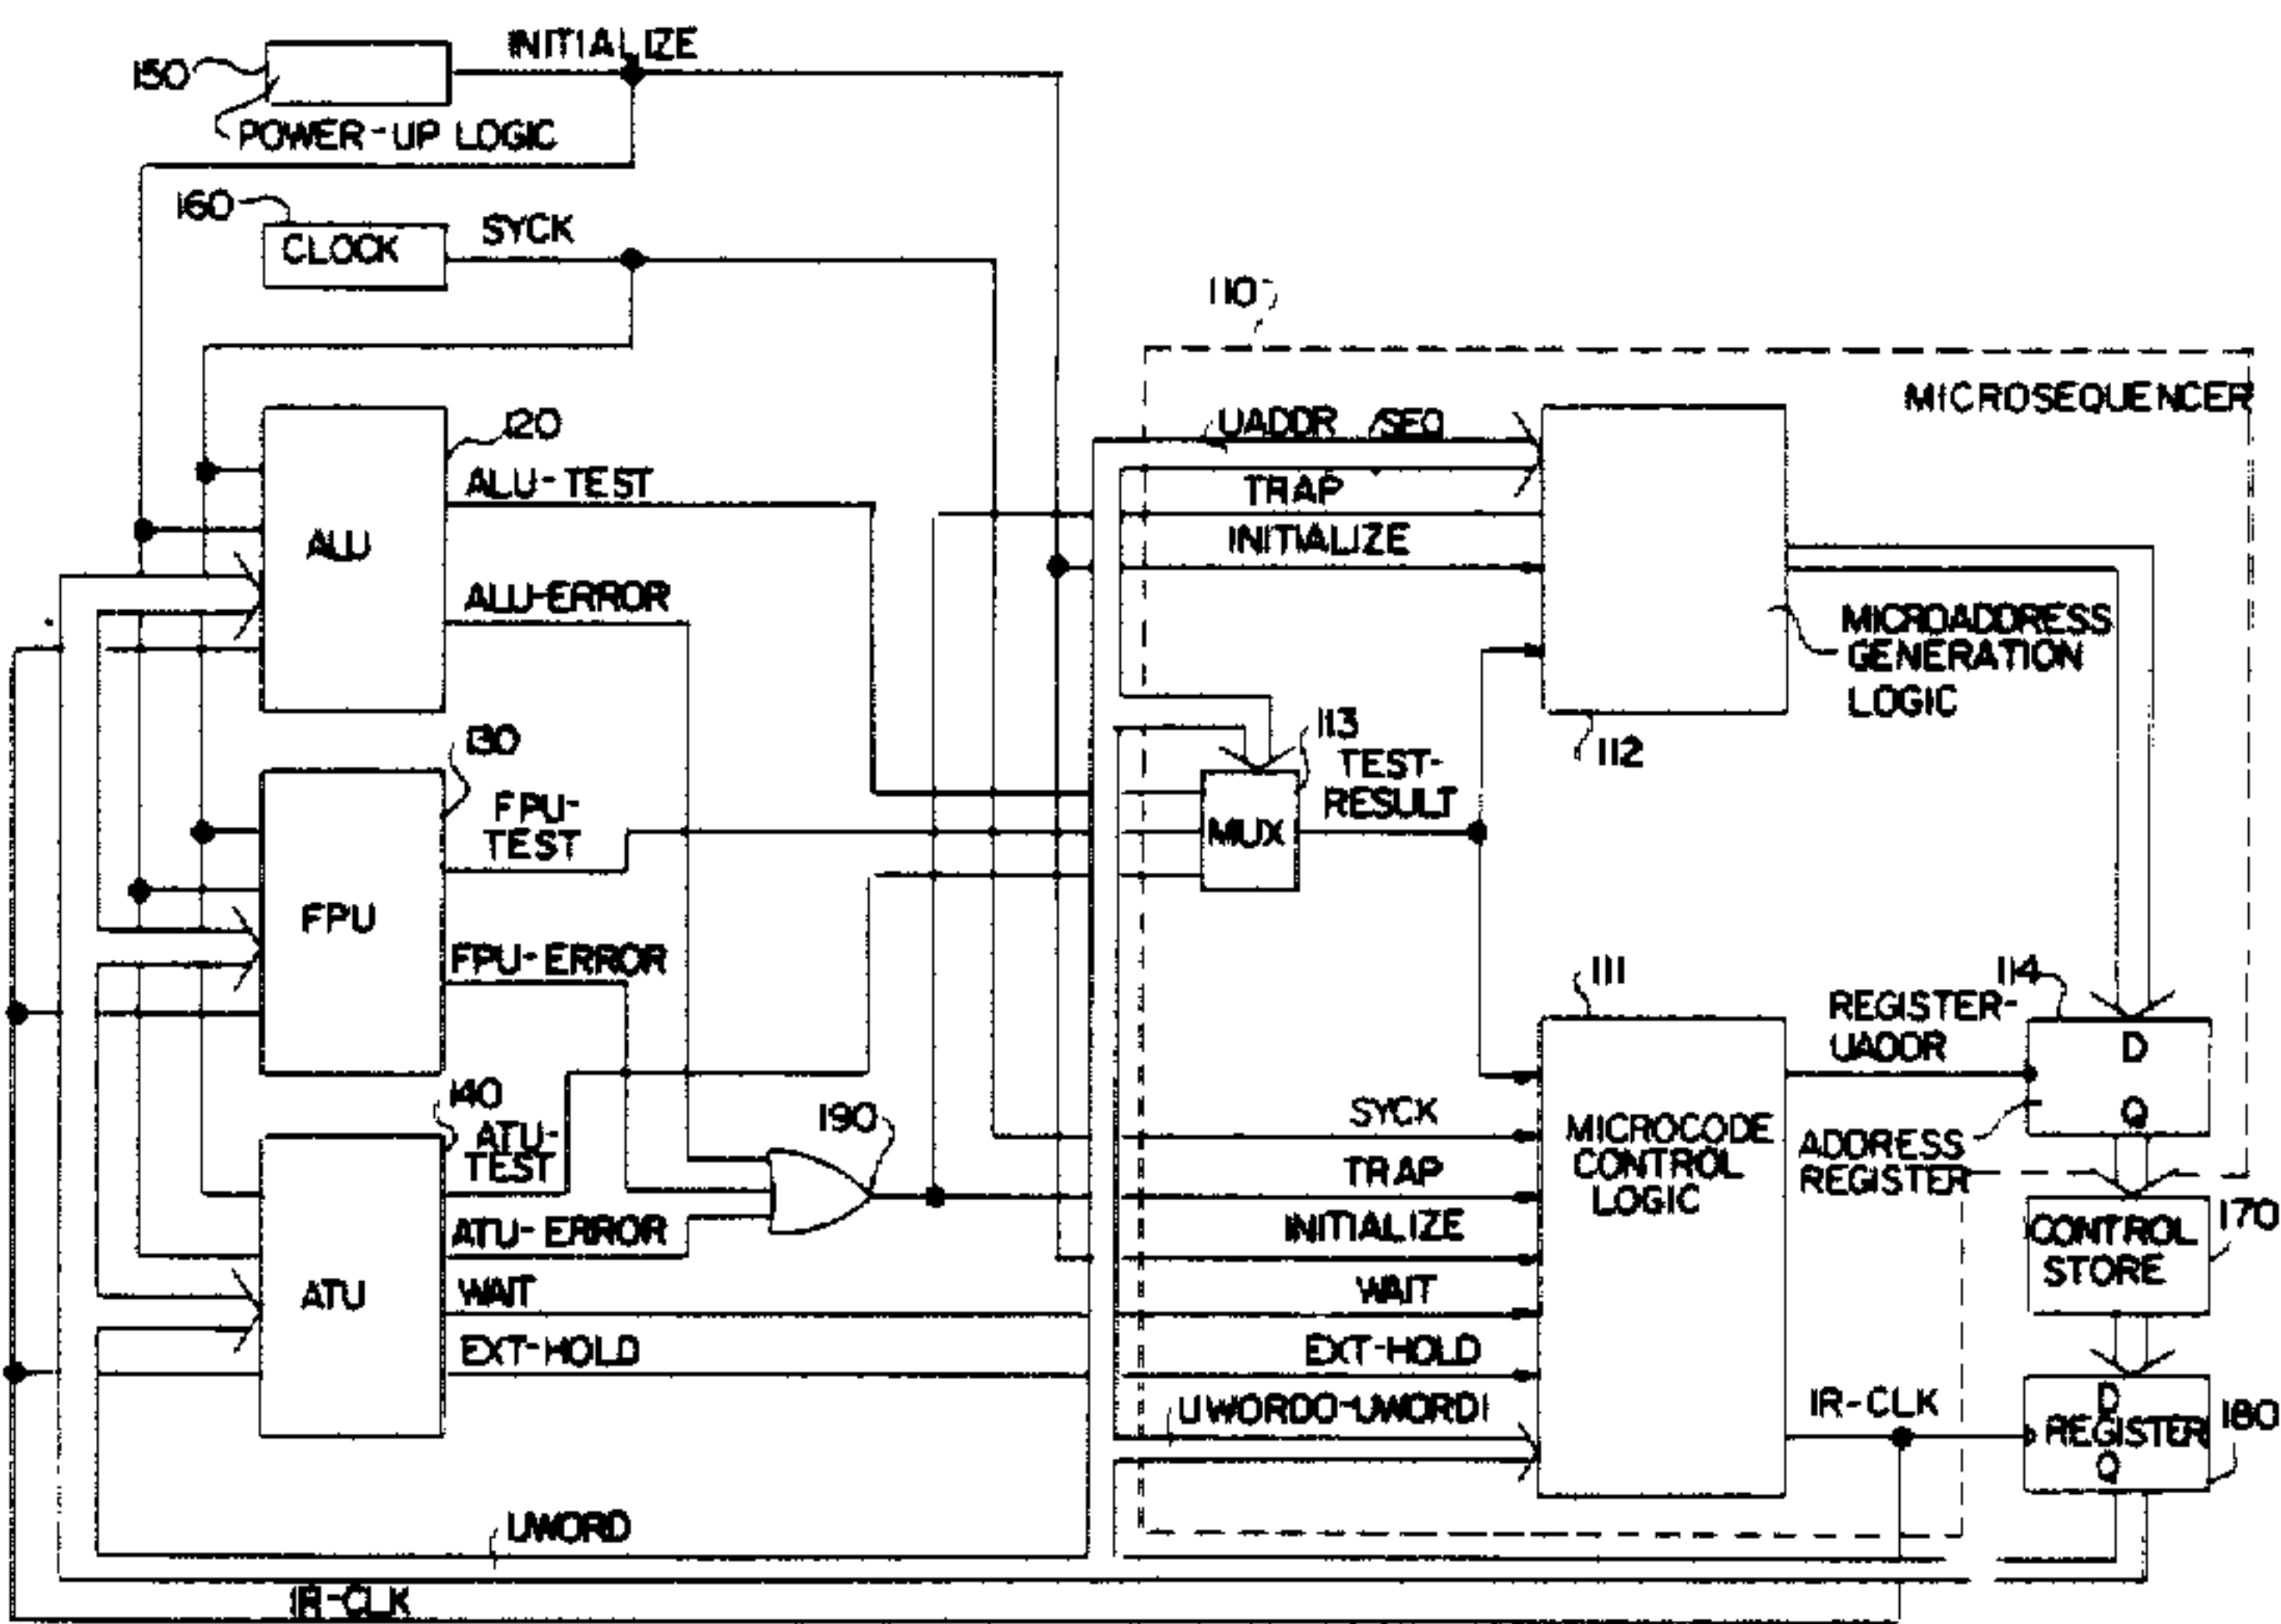 INITIALIZE
150
POWER-UP LOGIC
160
SYCK
CLOCK
110
MICROSEQUENCER
120
UADDR /SEQ
ALU-TEST
TRAP
ALU
INITIALIZE
ALU-ERROR
MICROADDRESS
GENERATION
LOGIC
130
113
112
TEST-
RESULT
FPU-
TEST
MUX
FPU
FPU-ERROR
111
114
REGISTER-
UADDR
D
Q
140
ATU-
TEST
190
SYCK
MICROCODE
CONTROL
LOGIC
ADDRESS
REGISTER
TRAP
170
ATU-ERROR
INITIALIZE
CONTROL
STORE
ATU
WAIT
WAIT
EXT-HOLD
EXT-HOLD
UWORD0-UWORD1
IR-CLK
D
REGISTER
Q
180
UWORD
IR-CLK